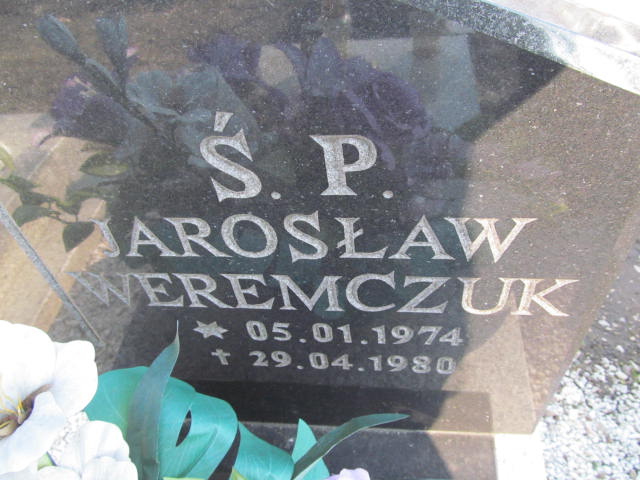 Ś. P.
JAROSŁAW
WEREMCZUK
* 05.01.1974
✝ 29.04.1980